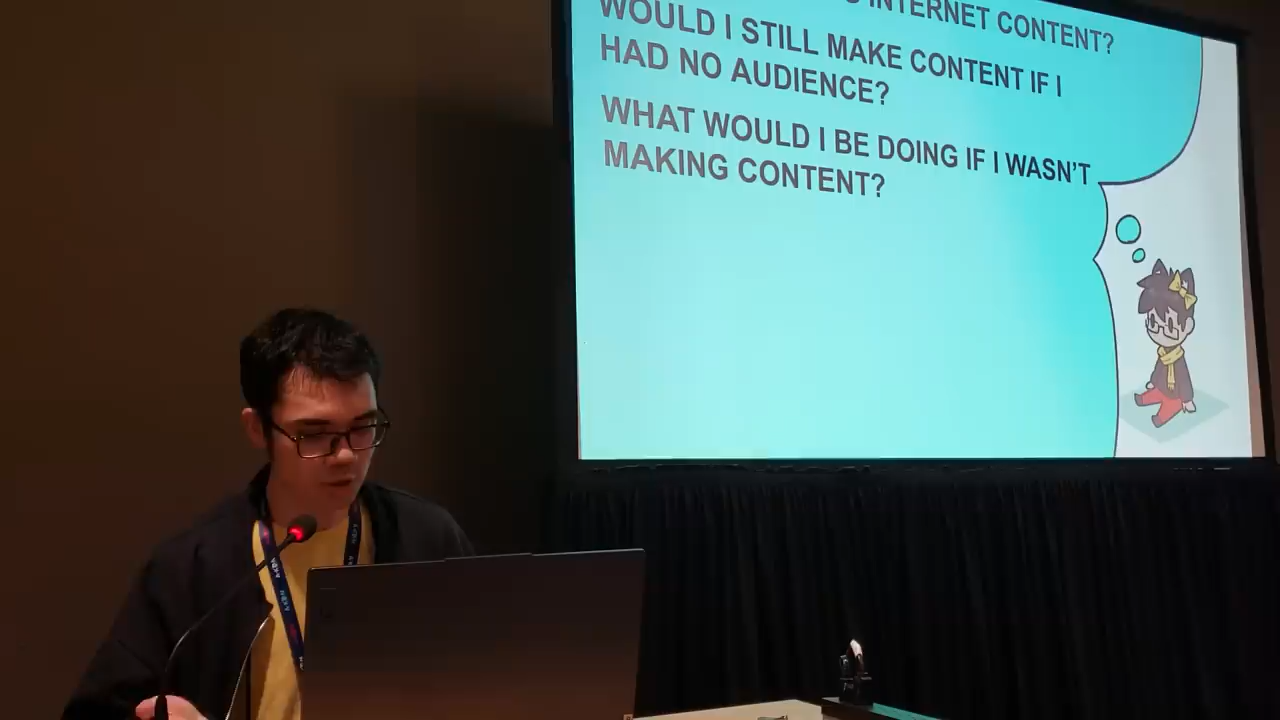 INTERNET CONTENT?
WOULD I STILL MAKE CONTENT IF I
HAD NO AUDIENCE?
WHAT WOULD I BE DOING IF I WASN'T
MAKING CONTENT?